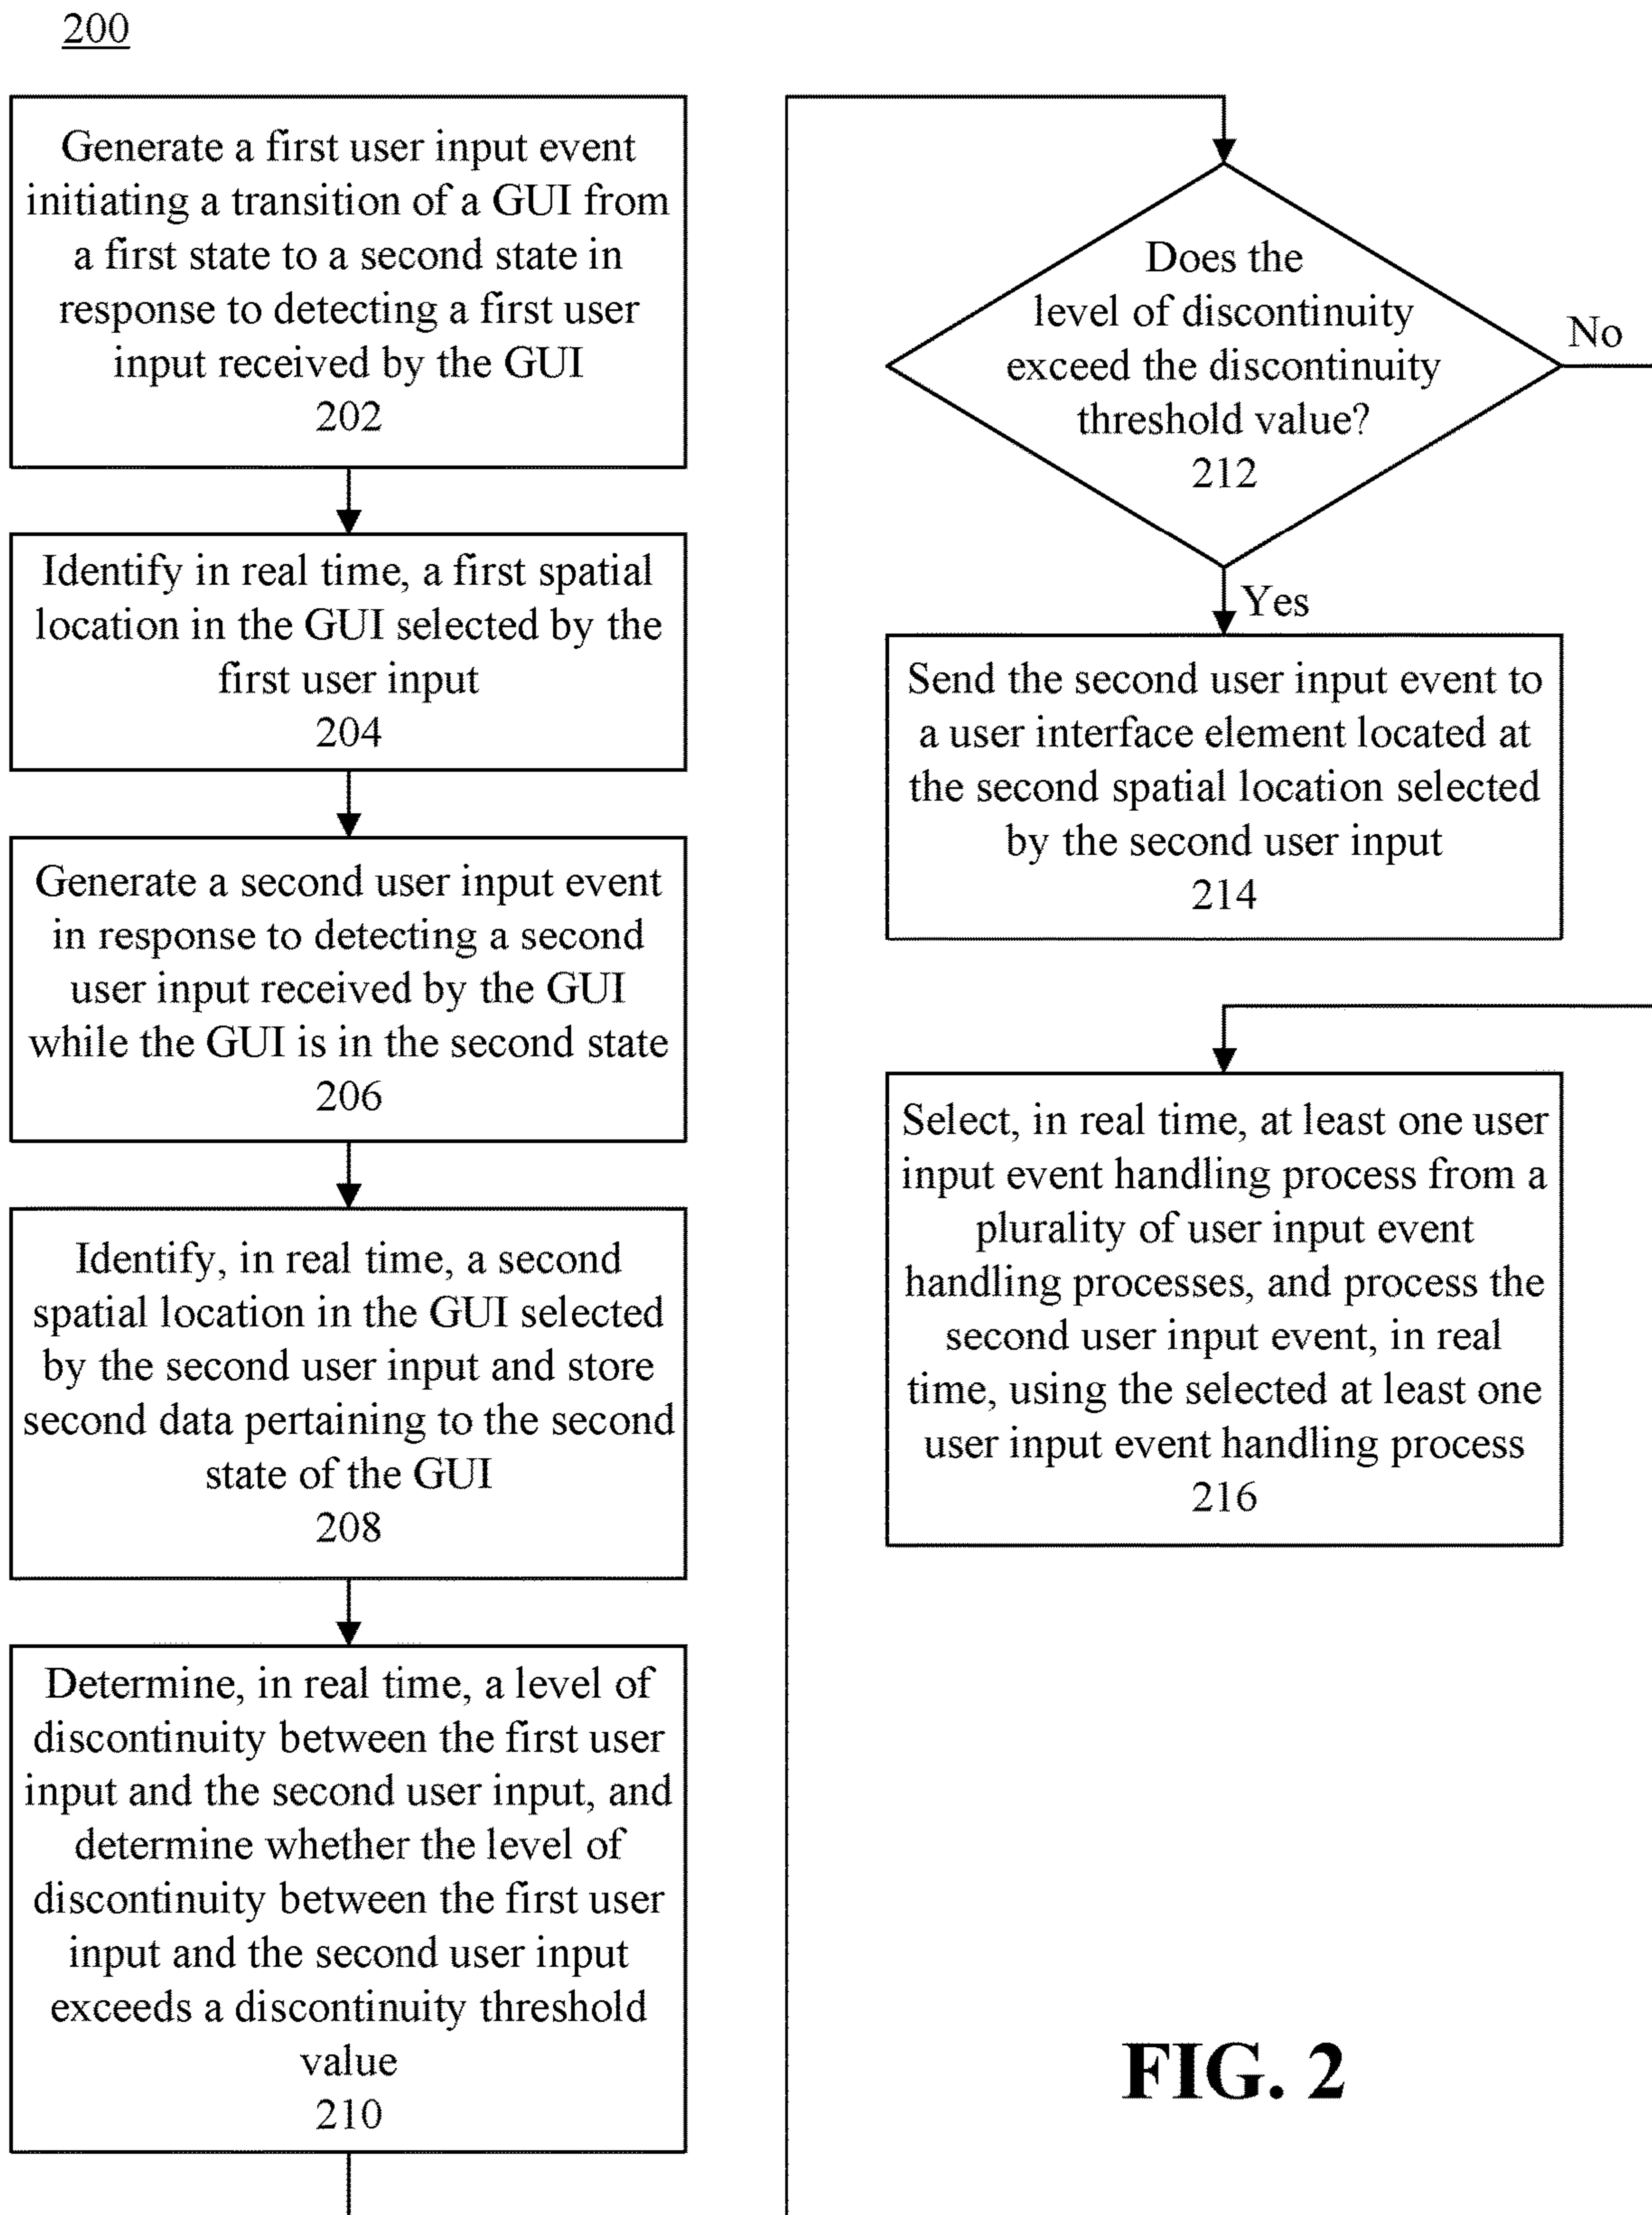 200
Generate a first user input event
initiating a transition of a GUI from
a first state to a second state in
response to detecting a first user
input received by the GUI
202
Identify in real time, a first spatial
location in the GUI selected by the
first user input
204
Generate a second user input event
in response to detecting a second
user input received by the GUI
while the GUI is in the second state
206
Identify, in real time, a second
spatial location in the GUI selected
by the second user input and store
second data pertaining to the second
state of the GUI
208
Determine, in real time, a level of
discontinuity between the first user
input and the second user input, and
determine whether the level of
discontinuity between the first user
input and the second user input
exceeds a discontinuity threshold
value
210
Does the
level of discontinuity
exceed the discontinuity
threshold value?
212
No
Yes
Send the second user input event to
a user interface element located at
the second spatial location selected
by the second user input
214
Select, in real time, at least one user
input event handling process from a
plurality of user input event
handling processes, and process the
second user input event, in real
time, using the selected at least one
user input event handling process
216
FIG. 2